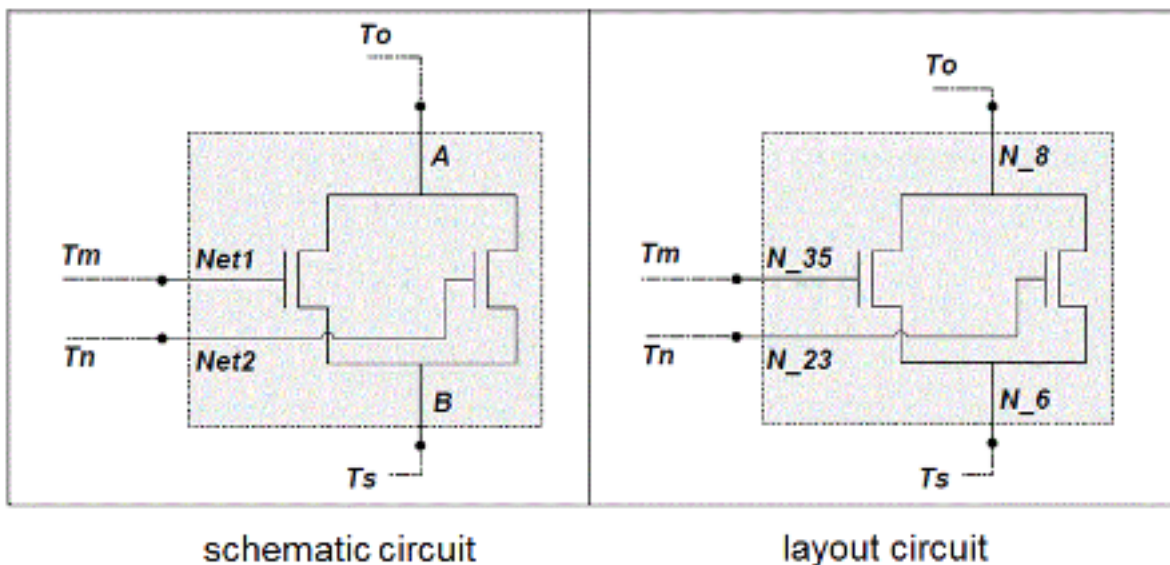 To
A
Tm
Net1
Tn
Net2
B
Ts
schematic circuit
To
N_8
Tm
N_35
Tn
N_23
N_6
Ts
layout circuit